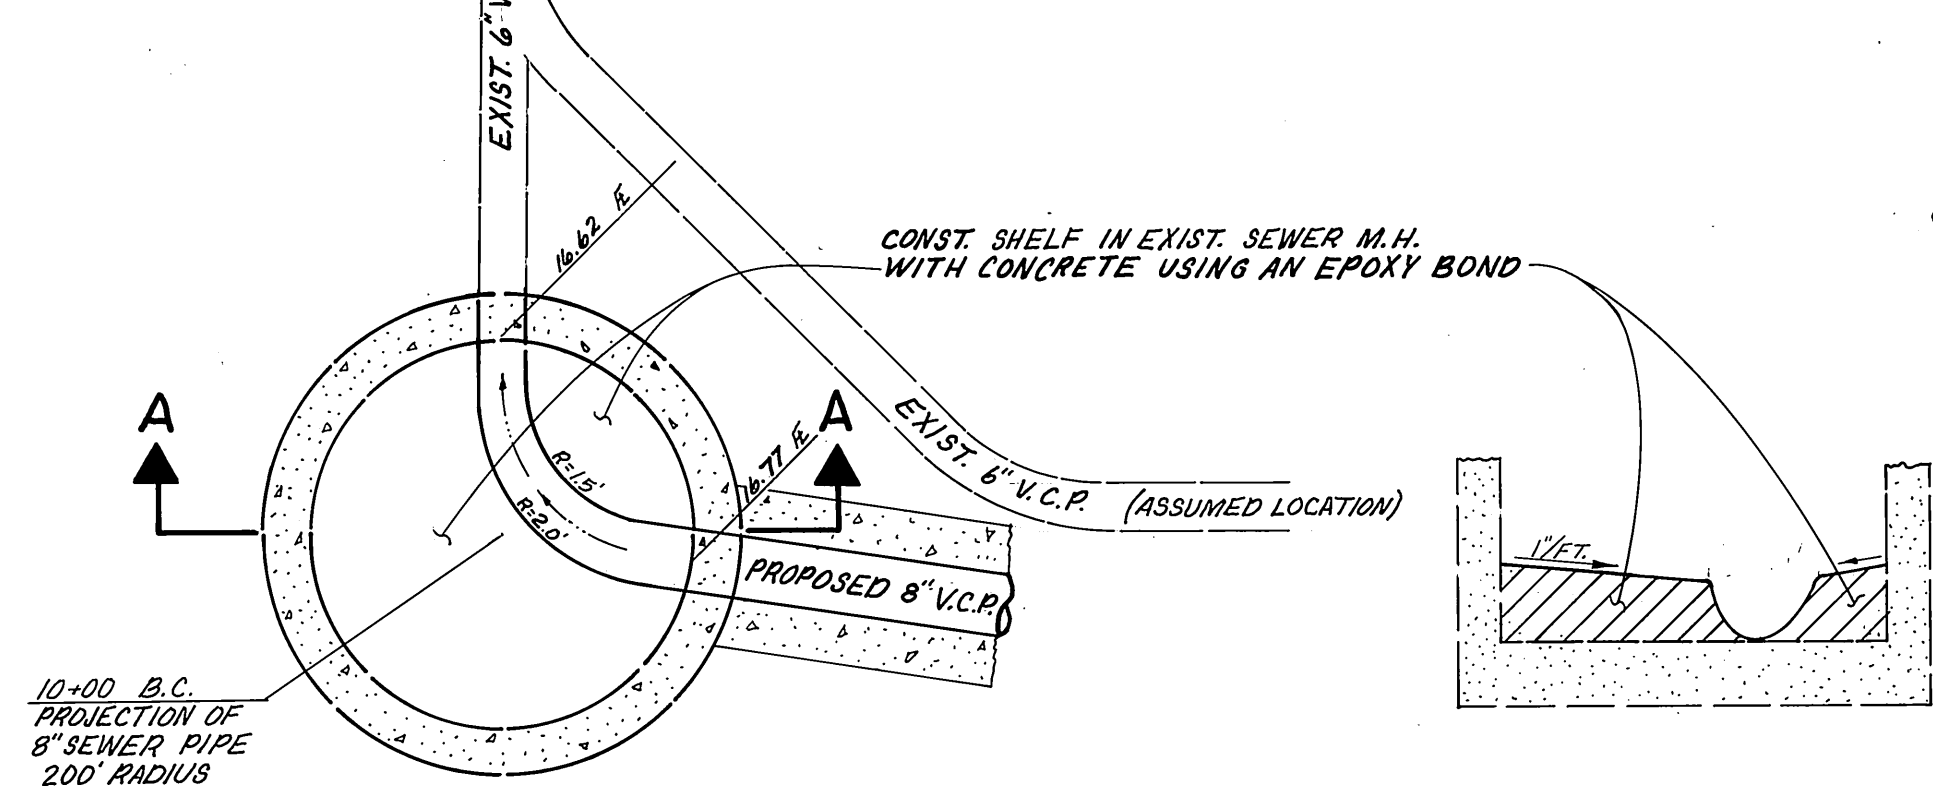 EXIST. 6" V
16.62 FL
CONST. SHELF IN EXIST. SEWER M.H.
WITH CONCRETE USING AN EPOXY BOND
A
A
16.77 FL
R=1.5'
R=2.0'
EXIST. 6" V.C.P. (ASSUMED LOCATION)
PROPOSED 8" V.C.P.
1"/FT.
10+00 B.C.
PROJECTION OF
8" SEWER PIPE
200' RADIUS